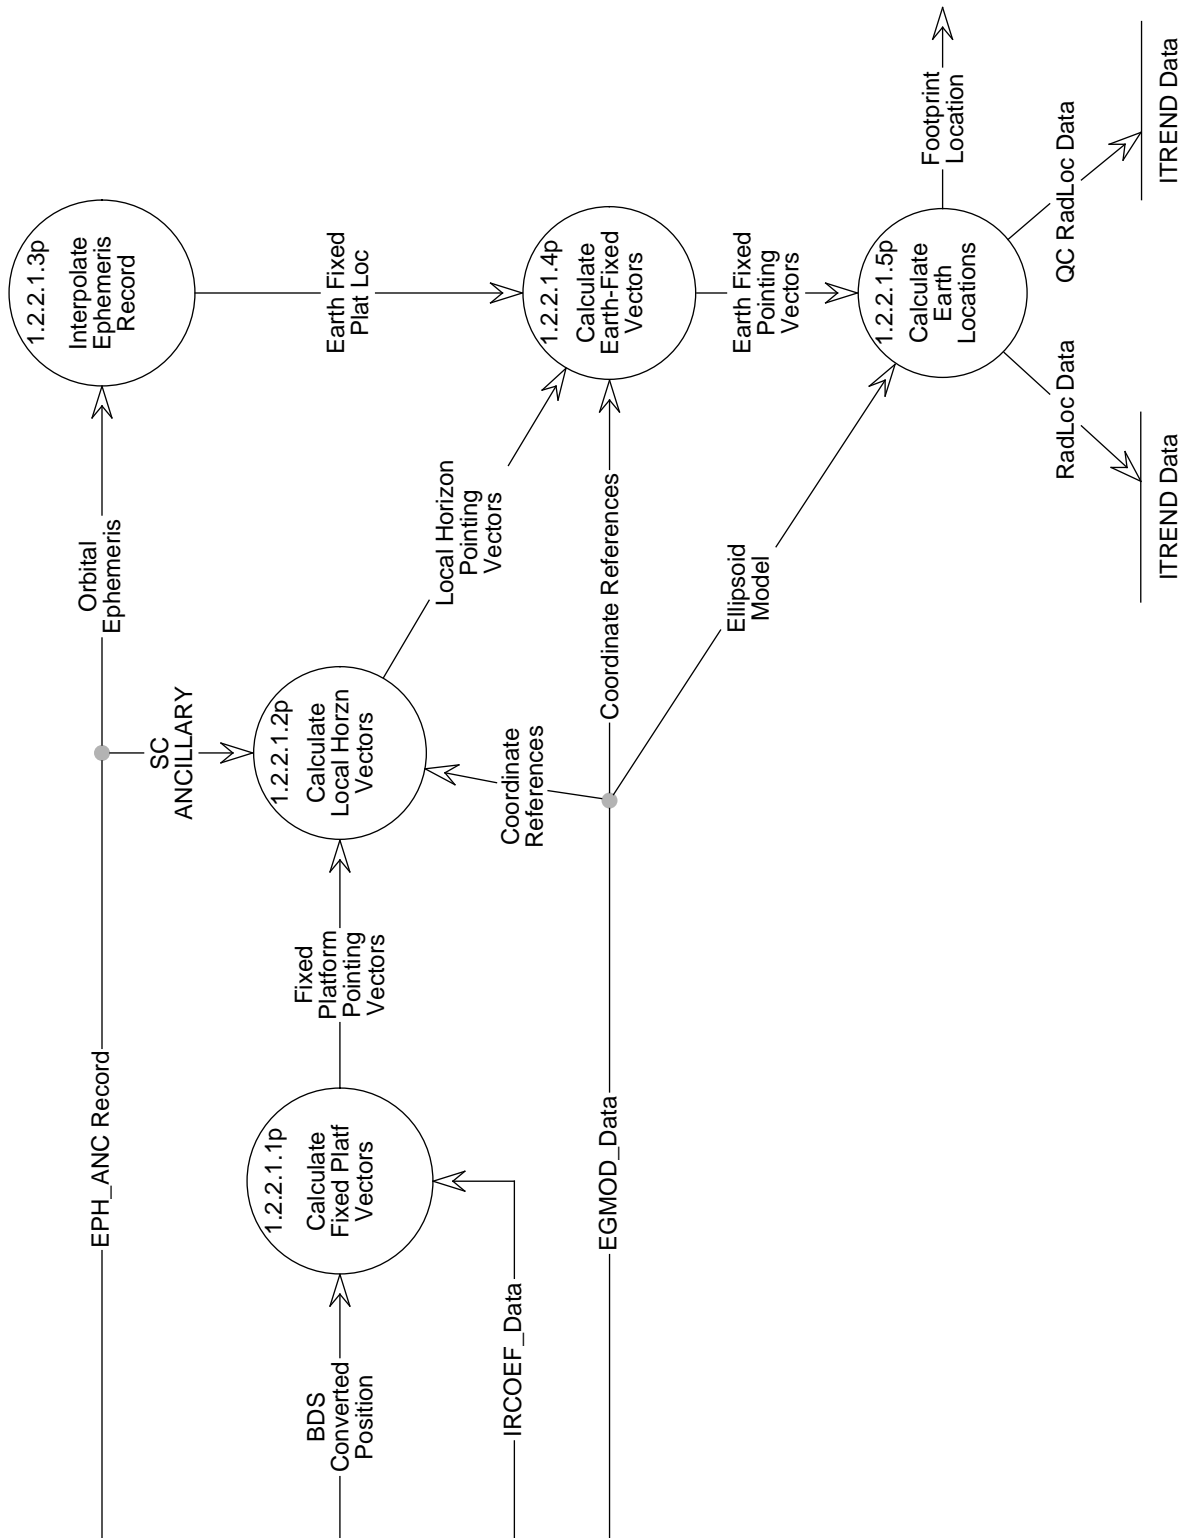 EPH_ANC Record
Orbital
Ephemeris
1.2.2.1.3p
Interpolate
Ephemeris
Record
SC
ANCILLARY
Earth Fixed
Plat Loc
BDS
Converted
Position
1.2.2.1.1p
Calculate
Fixed Platf
Vectors
Fixed
Platform
Pointing
Vectors
1.2.2.1.2p
Calculate
Local Horzn
Vectors
Local Horizon
Pointing
Vectors
IRCOEF_Data
Coordinate
References
EGMOD_Data
Coordinate References
1.2.2.1.4p
Calculate
Earth-Fixed
Vectors
Earth Fixed
Pointing
Vectors
Ellipsoid
Model
1.2.2.1.5p
Calculate
Earth
Locations
Footprint
Location
RadLoc Data
QC RadLoc Data
ITREND Data
ITREND Data